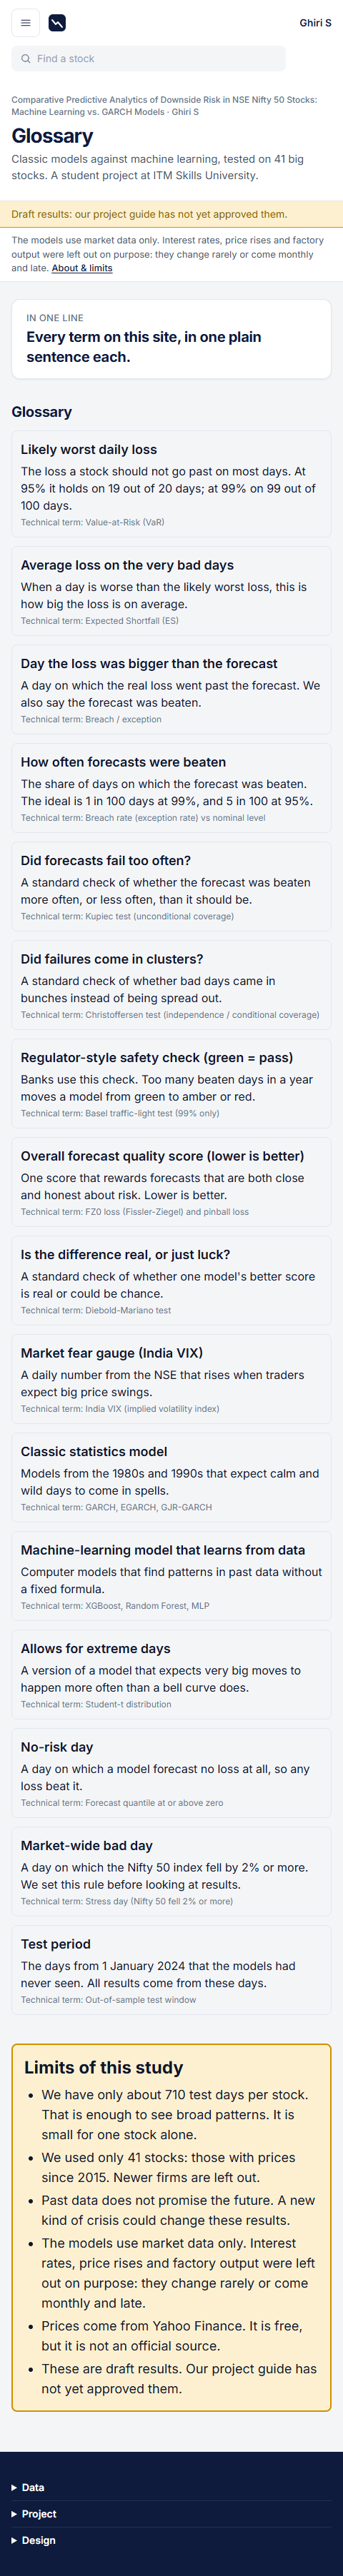 Ghiri S
Find a stock
Comparative Predictive Analytics of Downside Risk in NSE Nifty 50 Stocks:
Machine Learning vs. GARCH Models · Ghiri S
Glossary
Classic models against machine learning, tested on 41 big
stocks. A student project at ITM Skills University.
Draft results: our project guide has not yet approved them.
The models use market data only. Interest rates, price rises and factory
output were left out on purpose: they change rarely or come monthly
and late. About & limits
IN ONE LINE
Every term on this site, in one plain
sentence each.
Glossary
Likely worst daily loss
The loss a stock should not go past on most days. At
95% it holds on 19 out of 20 days; at 99% on 99 out of
100 days.
Technical term: Value-at-Risk (VaR)
Average loss on the very bad days
When a day is worse than the likely worst loss, this is
how big the loss is on average.
Technical term: Expected Shortfall (ES)
Day the loss was bigger than the forecast
A day on which the real loss went past the forecast. We
also say the forecast was beaten.
Technical term: Breach / exception
How often forecasts were beaten
The share of days on which the forecast was beaten.
The ideal is 1 in 100 days at 99%, and 5 in 100 at 95%.
Technical term: Breach rate (exception rate) vs nominal level
Did forecasts fail too often?
A standard check of whether the forecast was beaten
more often, or less often, than it should be.
Technical term: Kupiec test (unconditional coverage)
Did failures come in clusters?
A standard check of whether bad days came in
bunches instead of being spread out.
Technical term: Christoffersen test (independence / conditional coverage)
Regulator-style safety check (green = pass)
Banks use this check. Too many beaten days in a year
moves a model from green to amber or red.
Technical term: Basel traffic-light test (99% only)
Overall forecast quality score (lower is better)
One score that rewards forecasts that are both close
and honest about risk. Lower is better.
Technical term: FZ0 loss (Fissler-Ziegel) and pinball loss
Is the difference real, or just luck?
A standard check of whether one model's better score
is real or could be chance.
Technical term: Diebold-Mariano test
Market fear gauge (India VIX)
A daily number from the NSE that rises when traders
expect big price swings.
Technical term: India VIX (implied volatility index)
Classic statistics model
Models from the 1980s and 1990s that expect calm and
wild days to come in spells.
Technical term: GARCH, EGARCH, GJR-GARCH
Machine-learning model that learns from data
Computer models that find patterns in past data without
a fixed formula.
Technical term: XGBoost, Random Forest, MLP
Allows for extreme days
A version of a model that expects very big moves to
happen more often than a bell curve does.
Technical term: Student-t distribution
No-risk day
A day on which a model forecast no loss at all, so any
loss beat it.
Technical term: Forecast quantile at or above zero
Market-wide bad day
A day on which the Nifty 50 index fell by 2% or more.
We set this rule before looking at results.
Technical term: Stress day (Nifty 50 fell 2% or more)
Test period
The days from 1 January 2024 that the models had
never seen. All results come from these days.
Technical term: Out-of-sample test window
Limits of this study
• We have only about 710 test days per stock.
That is enough to see broad patterns. It is
small for one stock alone.
• We used only 41 stocks: those with prices
since 2015. Newer firms are left out.
• Past data does not promise the future. A new
kind of crisis could change these results.
• The models use market data only. Interest
rates, price rises and factory output were left
out on purpose: they change rarely or come
monthly and late.
• Prices come from Yahoo Finance. It is free,
but it is not an official source.
• These are draft results. Our project guide has
not yet approved them.
Data
Project
Design